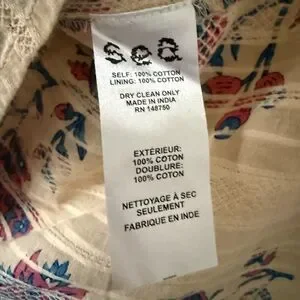 sea
SELF: 100% COTTON
LINING: 100% COTTON
DRY CLEAN ONLY
MADE IN INDIA
RN 148750
EXTÉRIEUR:
100% COTON
DOUBLURE:
100% COTON
NETTOYAGE À SEC
SEULEMENT
FABRIQUE EN INDE